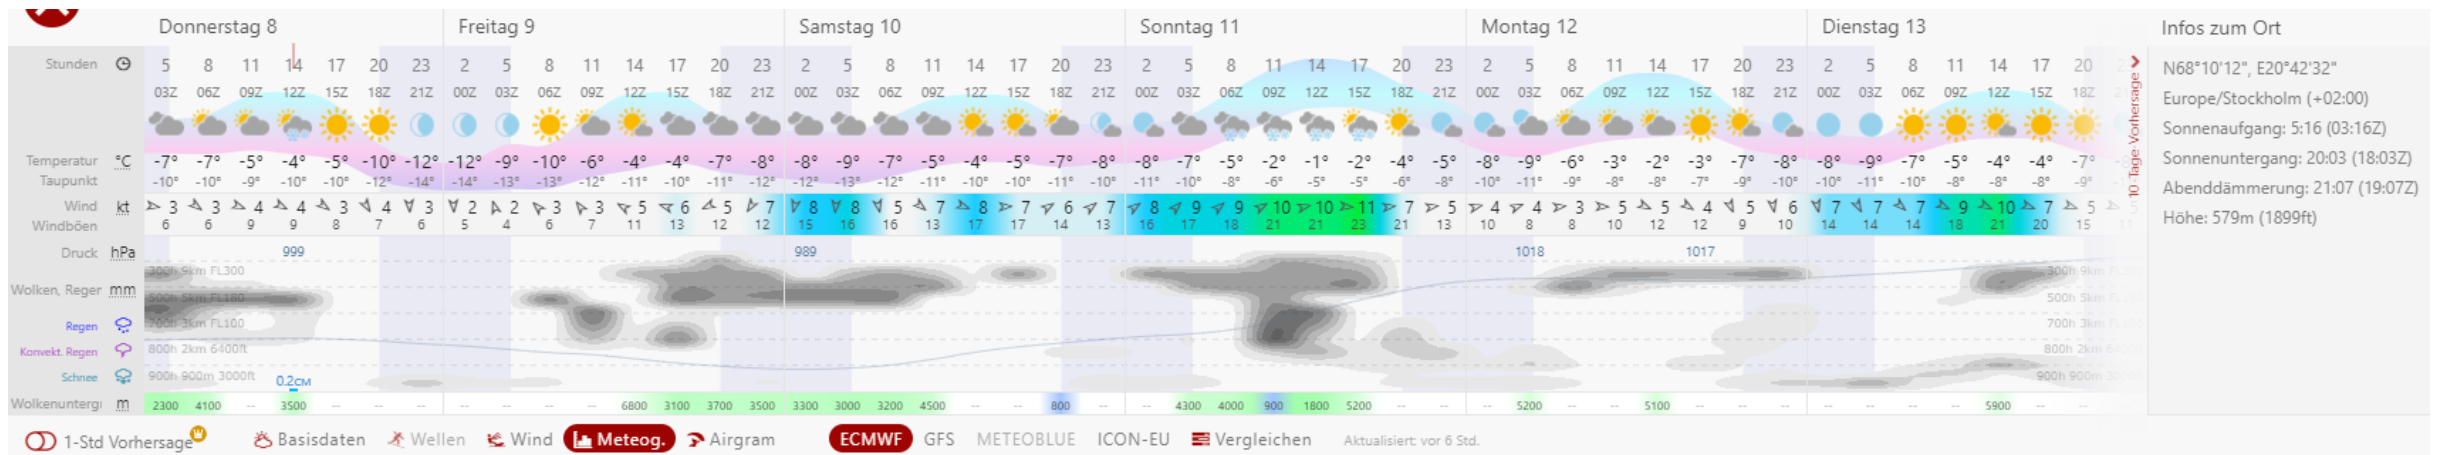 Donnerstag 8 Freitag 9 Samstag 10 Sonntag 11 Montag 12 Dienstag 13 Infos zum Ort
Stunden 5 8 11 14 17 20 23 2 5 8 11 14 17 20 23 2 5 8 11 14 17 20 23 2 5 8 11 14 17 20 23 2 5 8 11 14 17 20 23 2 5 8 11 14 17 20
03Z 06Z 09Z 12Z 15Z 18Z 21Z 00Z 03Z 06Z 09Z 12Z 15Z 18Z 21Z 00Z 03Z 06Z 09Z 12Z 15Z 18Z 21Z 00Z 03Z 06Z 09Z 12Z 15Z 18Z 21Z 00Z 03Z 06Z 09Z 12Z 15Z 18Z 21Z 00Z 03Z 06Z 09Z 12Z 15Z 18Z
Temperatur °C -7° -7° -5° -4° -5° -10° -12° -12° -9° -10° -6° -4° -4° -7° -8° -8° -9° -7° -5° -4° -5° -7° -8° -8° -7° -5° -2° -1° -2° -4° -5° -8° -9° -6° -3° -2° -3° -7° -8° -8° -9° -7° -5° -4° -4° -7°
Taupunkt -10° -10° -9° -10° -10° -12° -14° -14° -13° -13° -12° -11° -10° -11° -12° -12° -13° -12° -11° -10° -10° -11° -10° -11° -10° -8° -6° -5° -5° -6° -8° -10° -11° -9° -8° -8° -7° -9° -10° -10° -11° -10° -9° -9° -9° -9°
Wind kt 3 3 4 4 3 4 3 2 2 3 3 5 6 5 7 8 8 5 7 8 7 6 7 8 9 9 10 10 11 7 5 4 4 3 5 5 4 5 6 7 7 7 9 10 7 5
Windböen 6 6 9 9 8 7 6 5 4 6 7 11 13 12 12 15 16 16 13 17 17 14 13 16 17 18 21 21 23 21 13 10 8 8 10 12 12 9 10 14 14 14 18 21 20 15
Druck hPa 999 989 1018 1017
300h 9km FL300
Wolken, Reger mm
500h 5km FL180
Regen 700h 3km FL100
Konvekt. Regen 800h 2km 6400ft
Schnee 900h 900m 3000ft 0.2CM
Wolkenunterg m 2300 4100 -- 3500 -- -- -- -- -- -- -- 6800 3100 3700 3500 3300 3000 3200 4500 -- -- 800 -- -- 4300 4000 900 1800 5200 -- -- -- 5200 -- -- 5100 -- -- -- -- -- -- -- 5900 -- --
10-Tage-Vorhersage
N68°10'12", E20°42'32"
Europe/Stockholm (+02:00)
Sonnenaufgang: 5:16 (03:16Z)
Sonnenuntergang: 20:03 (18:03Z)
Abenddämmerung: 21:07 (19:07Z)
Höhe: 579m (1899ft)
1-Std Vorhersage Basisdaten Wellen Wind Meteog. Airgram ECMWF GFS METEOBLUE ICON-EU Vergleichen Aktualisiert: vor 6 Std.